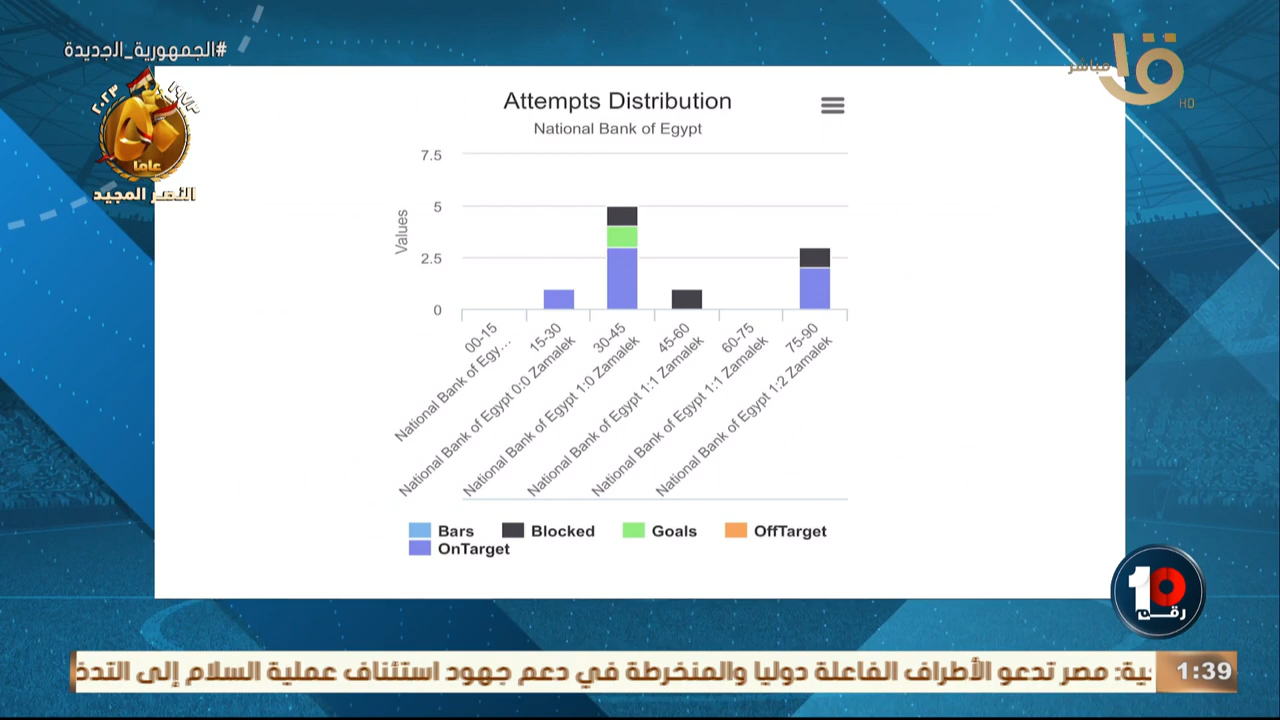 #الجمهورية_الجديدة
١٩٧٣
٢٠٢٣
عاما
النصر المجيد
مباشر
HD
Attempts Distribution
National Bank of Egypt
7.5
5
2.5
0
Values
00-15
National Bank of Egy...
15-30
National Bank of Egypt 0:0 Zamalek
30-45
National Bank of Egypt 1:0 Zamalek
45-60
National Bank of Egypt 1:1 Zamalek
60-75
National Bank of Egypt 1:1 Zamalek
75-90
National Bank of Egypt 1:2 Zamalek
Bars Blocked Goals OffTarget
OnTarget
رقم 10
ية: مصر تدعو الأطراف الفاعلة دوليا والمنخرطة في دعم جهود استئناف عملية السلام إلى التدخ
1:39